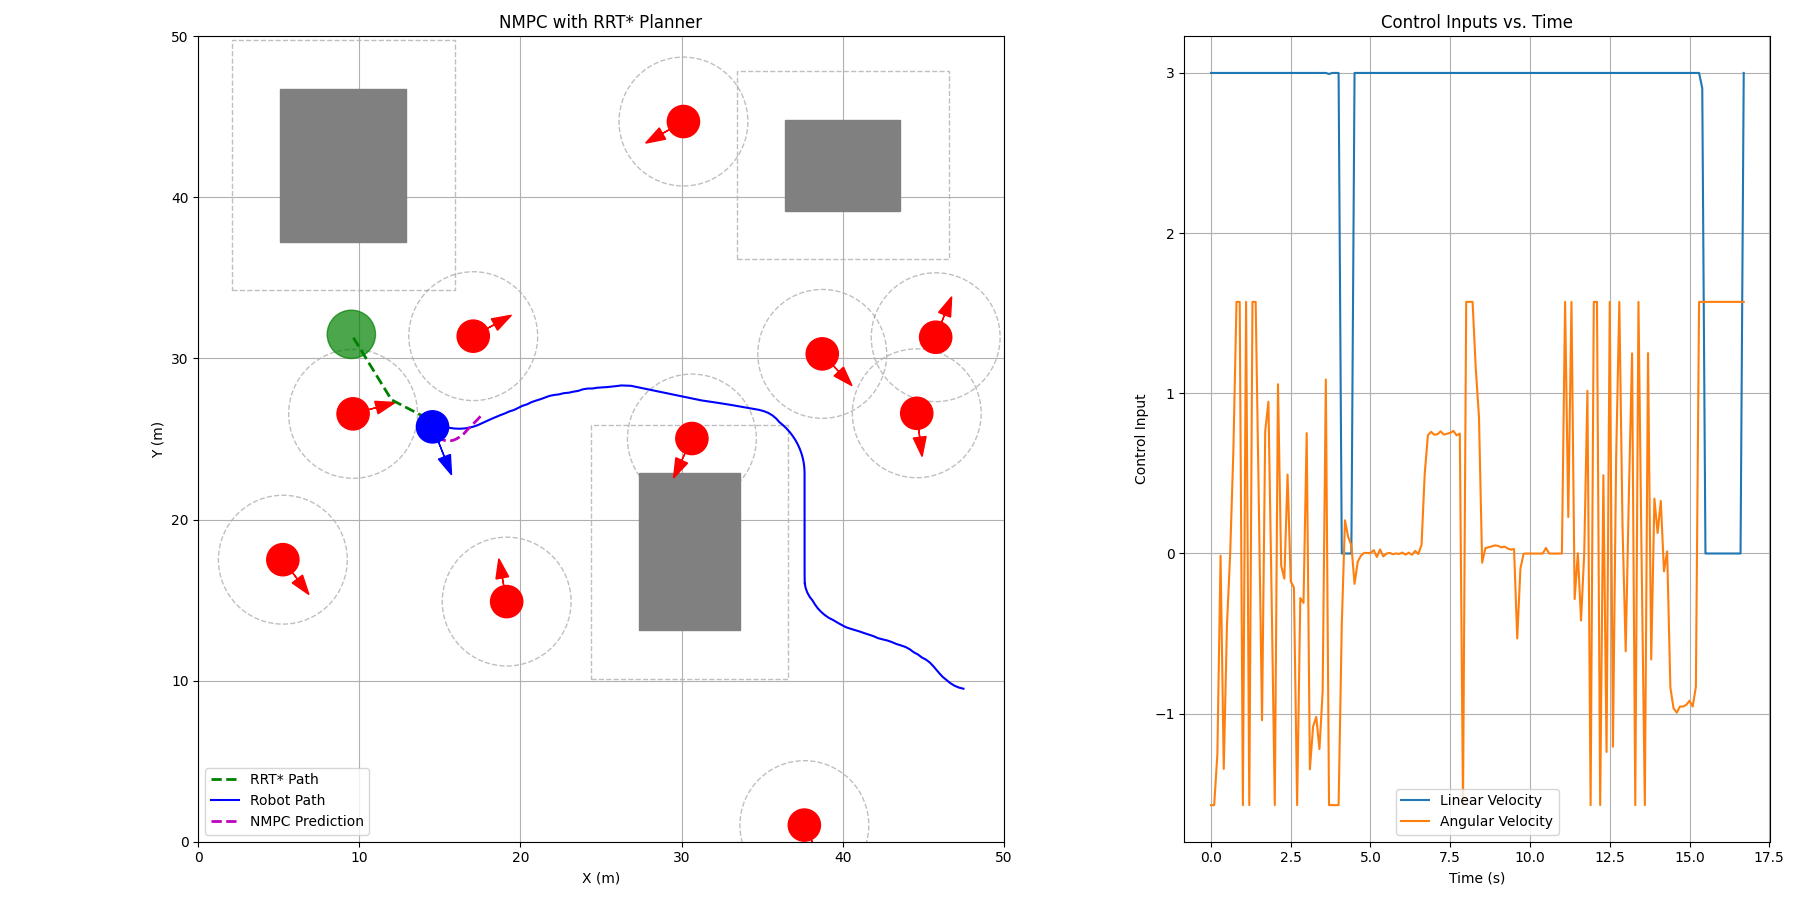 NMPC with RRT* Planner
50
40
30
20
10
0
Y (m)
0 10 20 30 40 50
X (m)
RRT* Path
Robot Path
NMPC Prediction
Control Inputs vs. Time
3
2
1
0
−1
Control Input
0.0 2.5 5.0 7.5 10.0 12.5 15.0 17.5
Time (s)
Linear Velocity
Angular Velocity